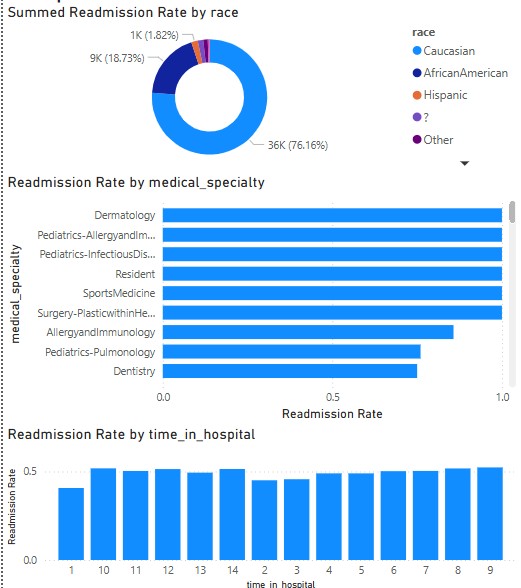 Summed Readmission Rate by race
1K (1.82%)
9K (18.73%)
36K (76.16%)
race
Caucasian
AfricanAmerican
Hispanic
?
Other
Readmission Rate by medical_specialty
medical_specialty
Dermatology
Pediatrics-AllergyandIm...
Pediatrics-InfectiousDis...
Resident
SportsMedicine
Surgery-PlasticwithinHe...
AllergyandImmunology
Pediatrics-Pulmonology
Dentistry
0.0 0.5 1.0
Readmission Rate
Readmission Rate by time_in_hospital
Readmission Rate
0.5
0.0
1 10 11 12 13 14 2 3 4 5 6 7 8 9
time_in_hospital